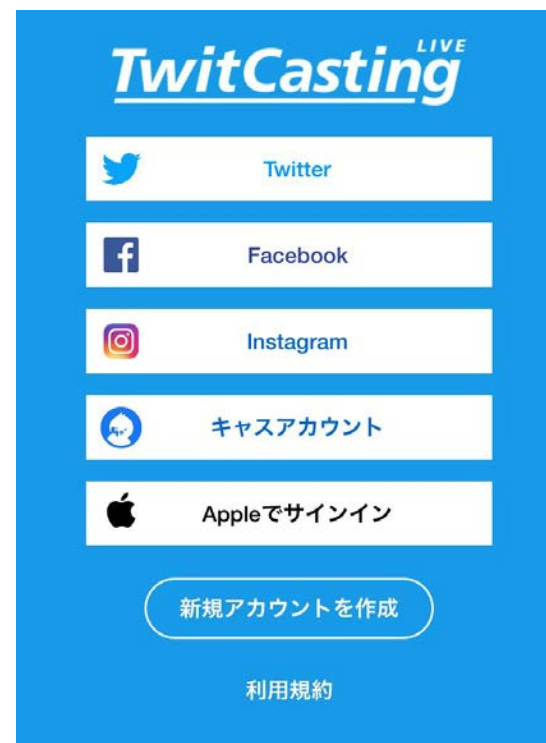 TwitCasting LIVE
Twitter
Facebook
Instagram
キャスアカウント
Appleでサインイン
新規アカウントを作成
利用規約